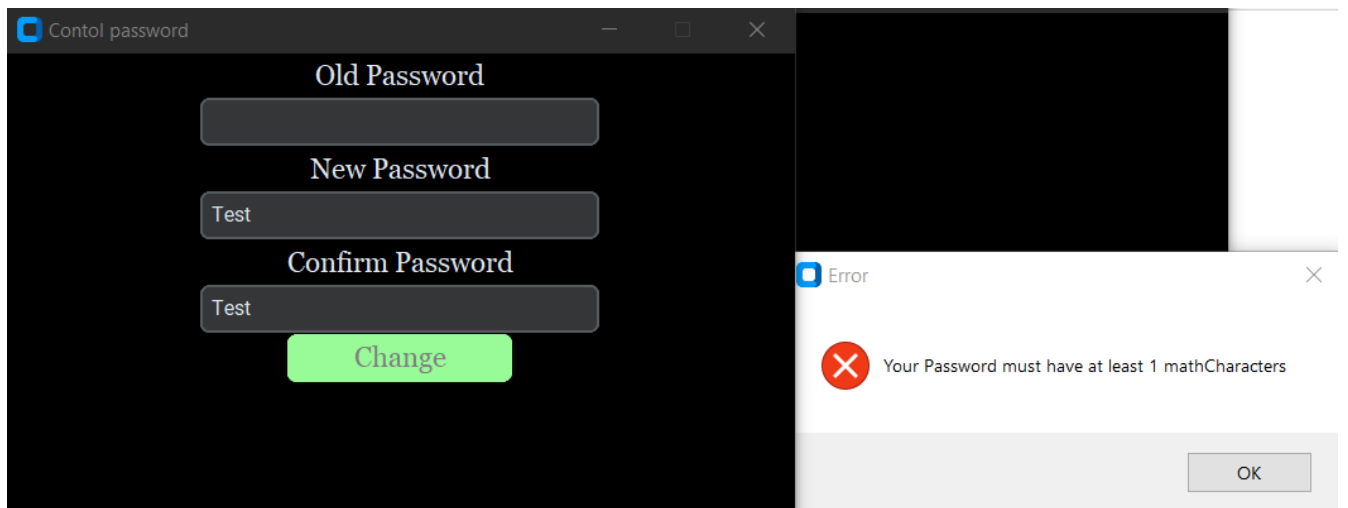 Contol password
Old Password
New Password
Test
Confirm Password
Test
Change
Error
Your Password must have at least 1 mathCharacters
OK